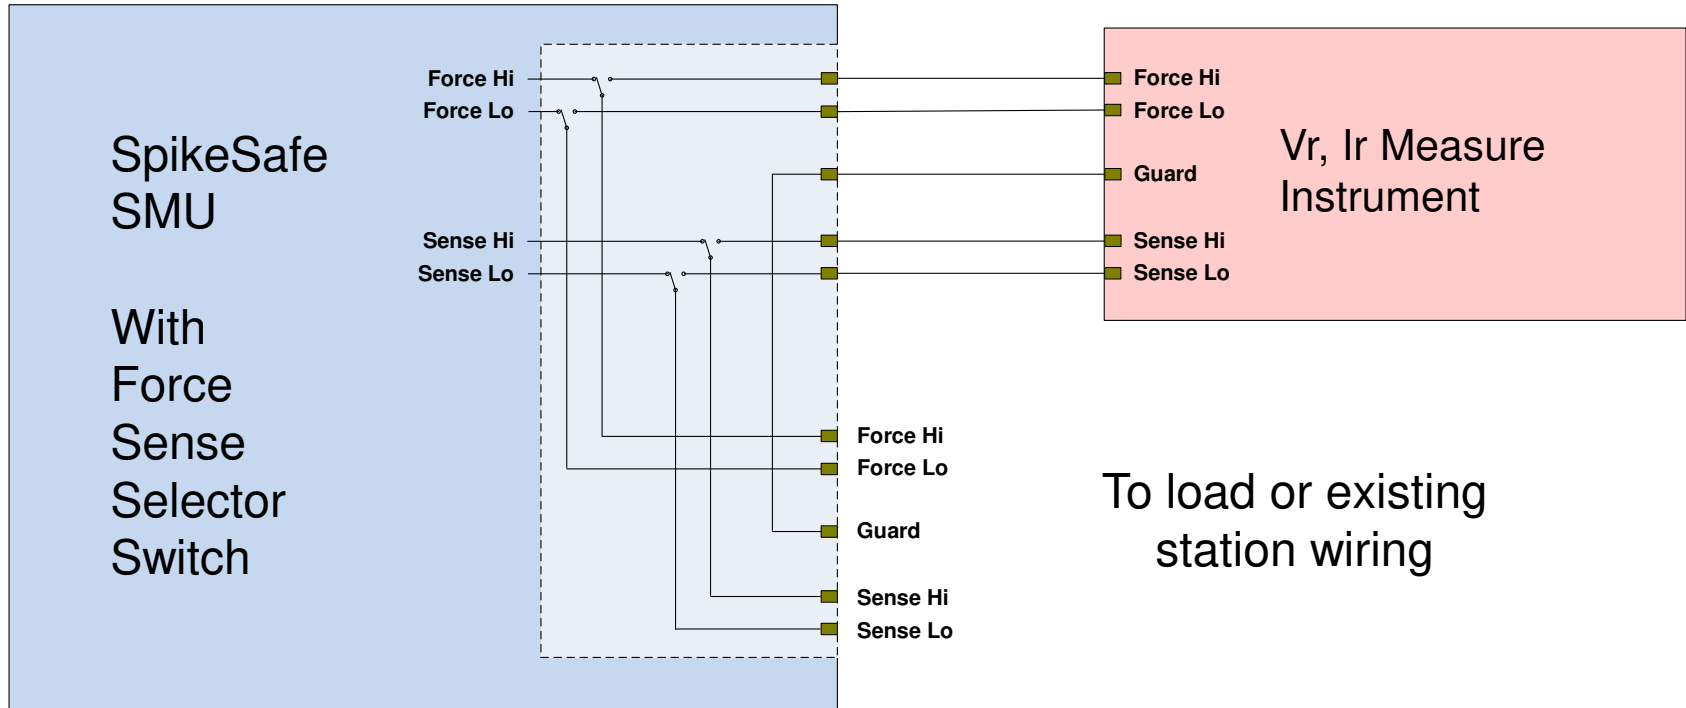 SpikeSafe
SMU
With
Force
Sense
Selector
Switch
Force Hi
Force Lo
Sense Hi
Sense Lo
Force Hi
Force Lo
Guard
Sense Hi
Sense Lo
Vr, Ir Measure
Instrument
Force Hi
Force Lo
Guard
Sense Hi
Sense Lo
To load or existing
station wiring